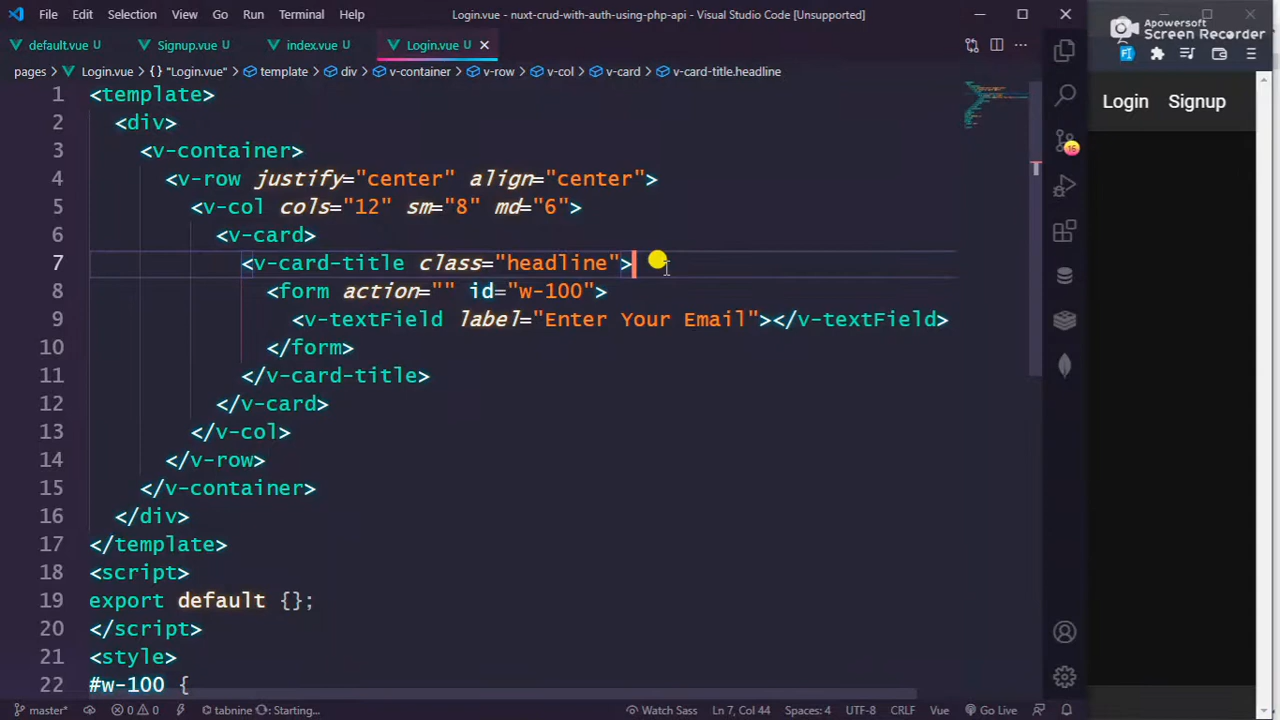 File Edit Selection View Go Run Terminal Help Login.vue - nuxt-crud-with-auth-using-php-api - Visual Studio Code [Unsupported]
Apowersoft
Screen Recorder
default.vue U Signup.vue U index.vue U Login.vue U
pages > Login.vue > {} "Login.vue" > template > div > v-container > v-row > v-col > v-card > v-card-title.headline
Login Signup
1 <template>
2 <div>
3 <v-container>
4 <v-row justify="center" align="center">
5 <v-col cols="12" sm="8" md="6">
6 <v-card>
7 <v-card-title class="headline">
8 <form action="" id="w-100">
9 <v-textField label="Enter Your Email"></v-textField>
10 </form>
11 </v-card-title>
12 </v-card>
13 </v-col>
14 </v-row>
15 </v-container>
16 </div>
17 </template>
18 <script>
19 export default {};
20 </script>
21 <style>
22 #w-100 {
master* 0 0 tabnine Starting... Watch Sass Ln 7, Col 44 Spaces: 4 UTF-8 CRLF Vue Go Live